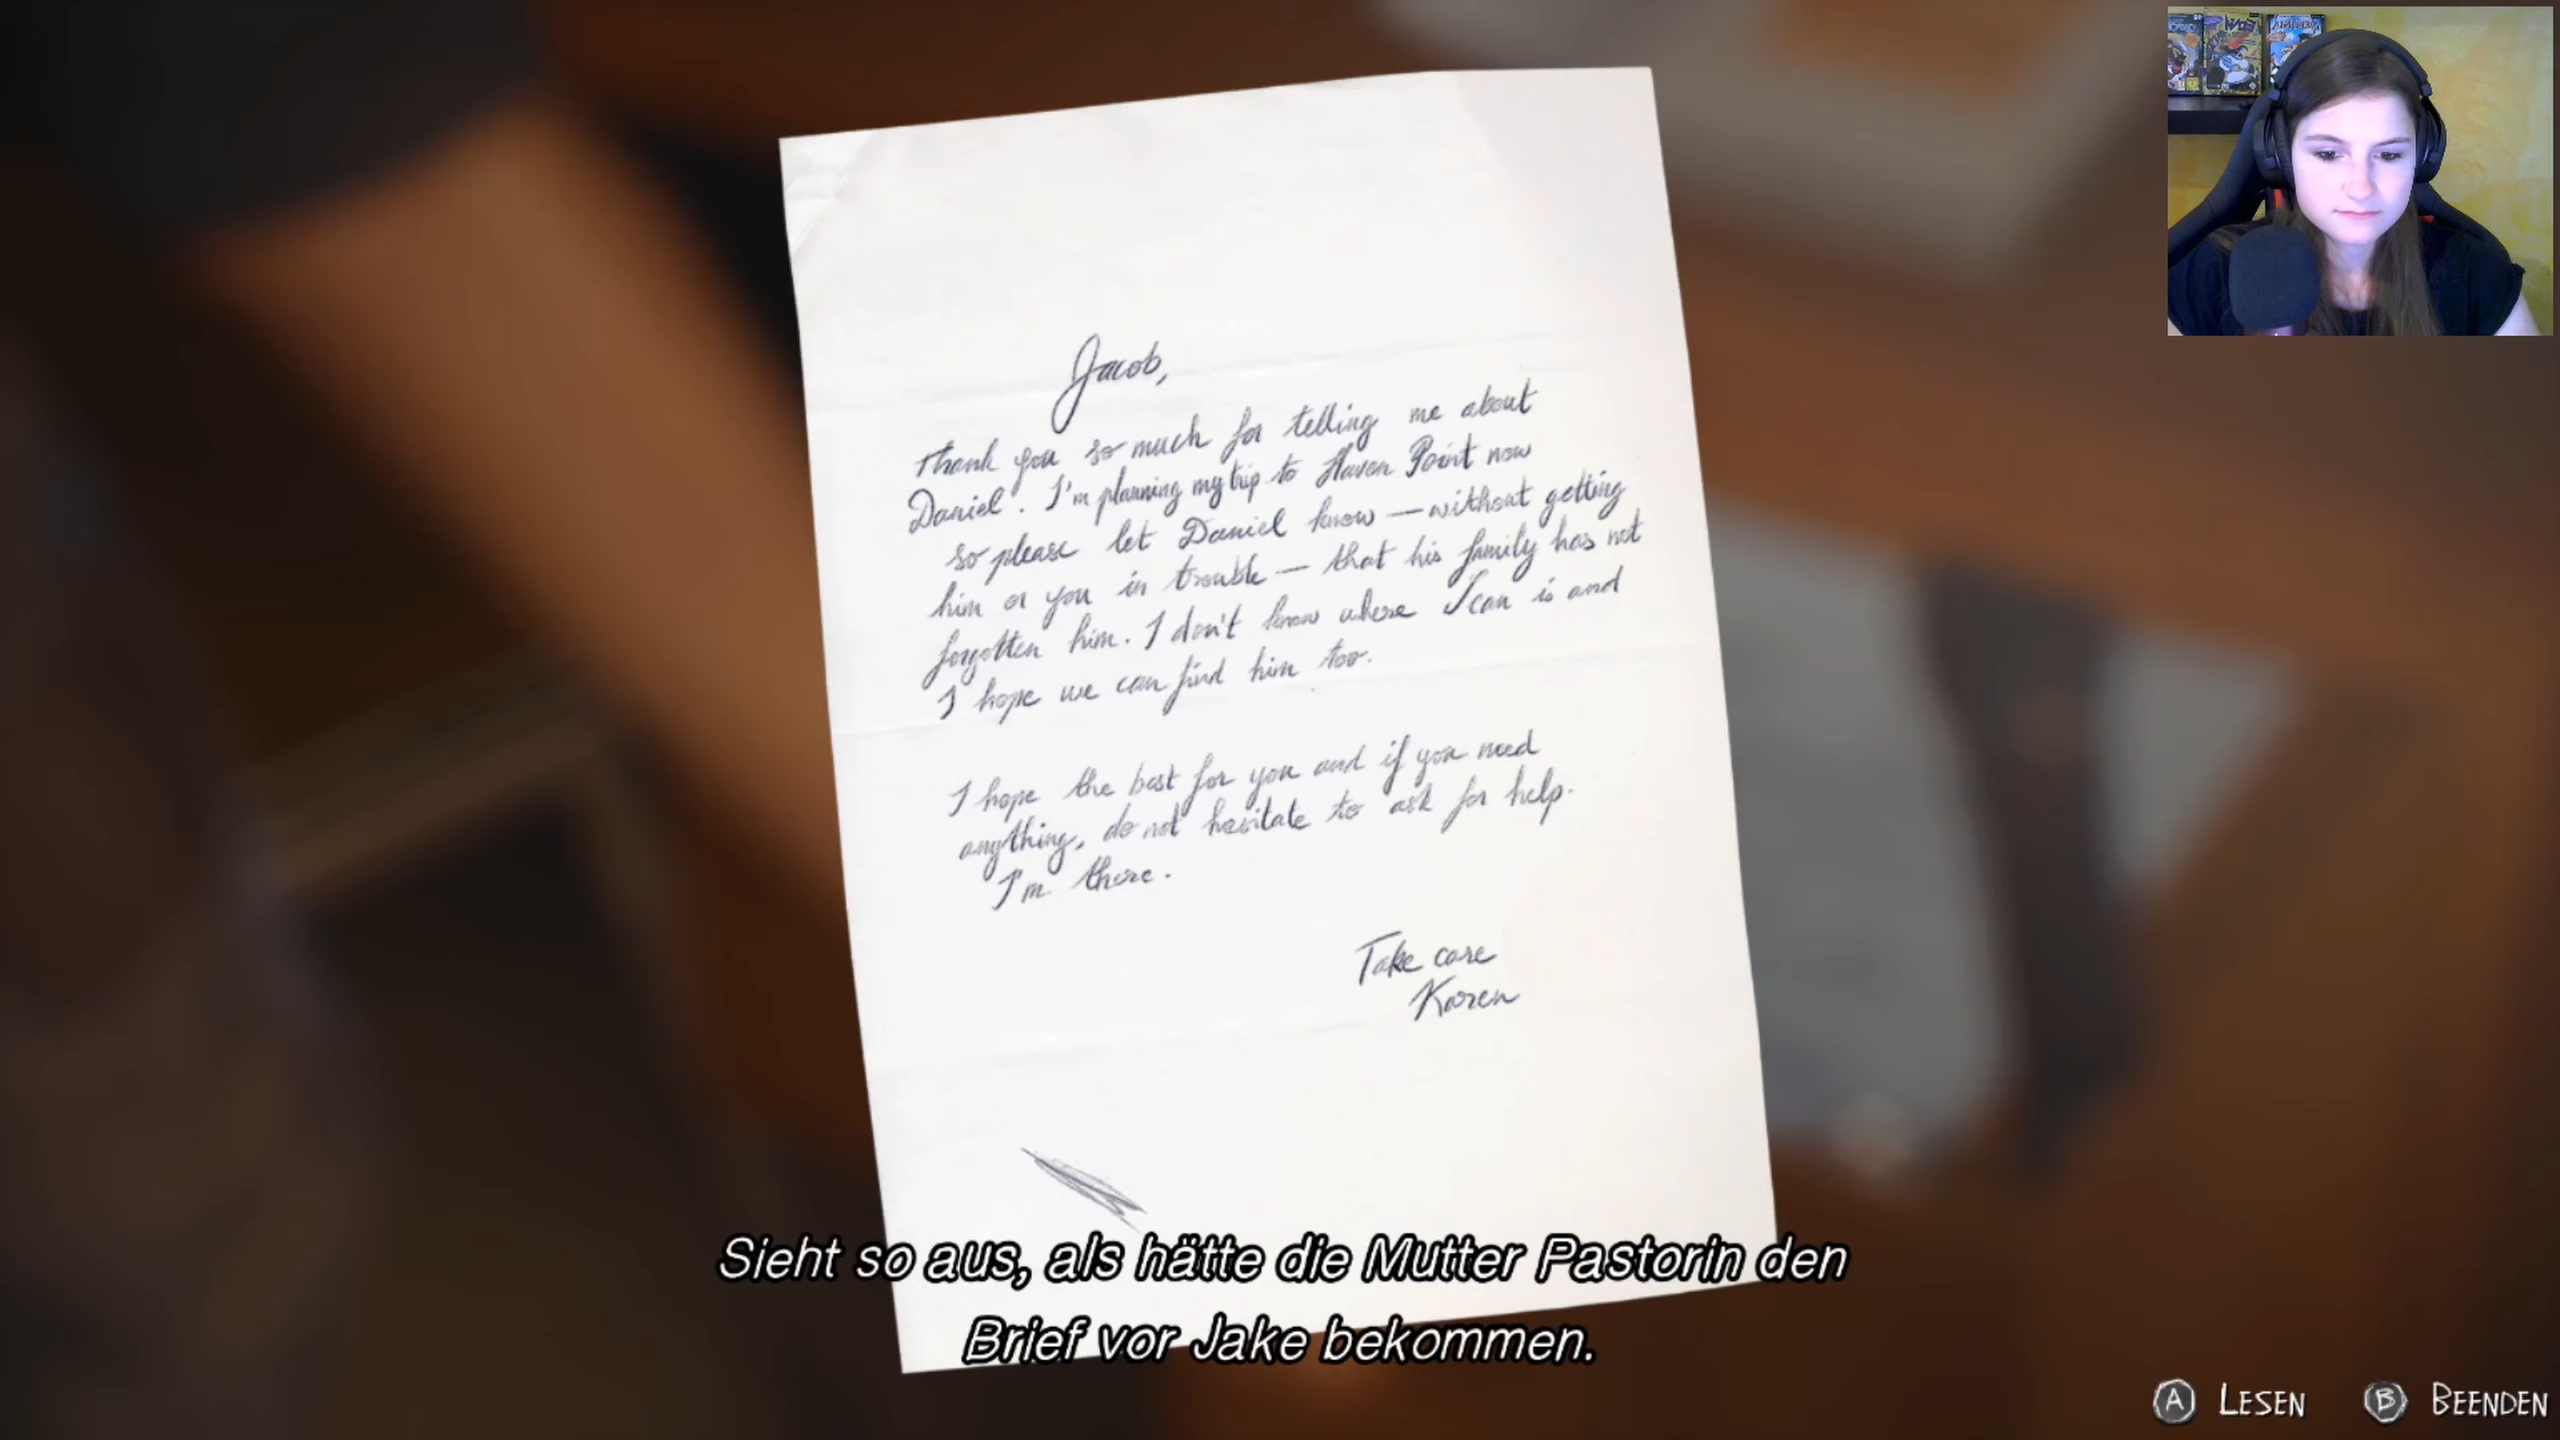 Jacob,
Thank you so much for telling me about
Daniel. I'm planning my trip to Haven Point now
so please let Daniel know — without getting
him or you in trouble — that his family has not
forgotten him. I don't know where Sean is and
I hope we can find him too.
I hope the best for you and if you need
anything, do not hesitate to ask for help.
I'm there.
Take care
Karen
Sieht so aus, als hätte die Mutter Pastorin den
Brief vor Jake bekommen.
A LESEN B BEENDEN